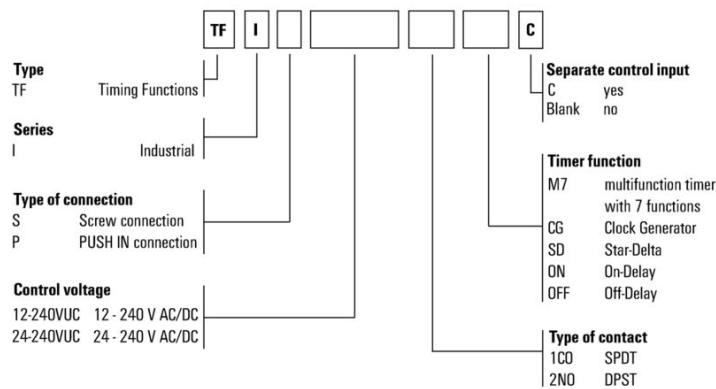 TF I C
Type
TF Timing Functions
Series
I Industrial
Type of connection
S Screw connection
P PUSH IN connection
Control voltage
12-240VUC 12 - 240 V AC/DC
24-240VUC 24 - 240 V AC/DC
Separate control input
C yes
Blank no
Timer function
M7 multifunction timer
with 7 functions
CG Clock Generator
SD Star-Delta
ON On-Delay
OFF Off-Delay
Type of contact
1CO SPDT
2NO DPST